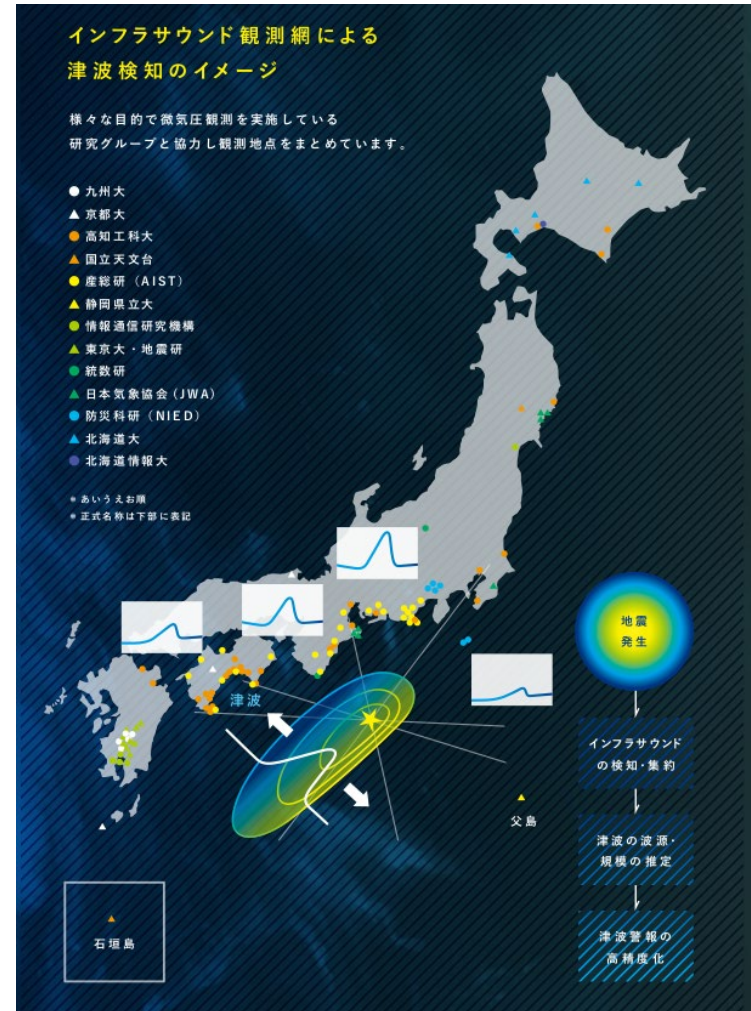 インフラサウンド観測網による
津波検知のイメージ
様々な目的で微気圧観測を実施している
研究グループと協力し観測地点をまとめています。
九州大
京都大
高知工科大
国立天文台
産総研（AIST）
静岡県立大
情報通信研究機構
東京大・地震研
統数研
日本気象協会(JWA)
防災科研（NIED）
北海道大
北海道情報大
＊あいうえお順
＊正式名称は下部に表記
津波
父島
石垣島
地震
発生
インフラサウンド
の検知・集約
津波の波源・
規模の推定
津波警報の
高精度化